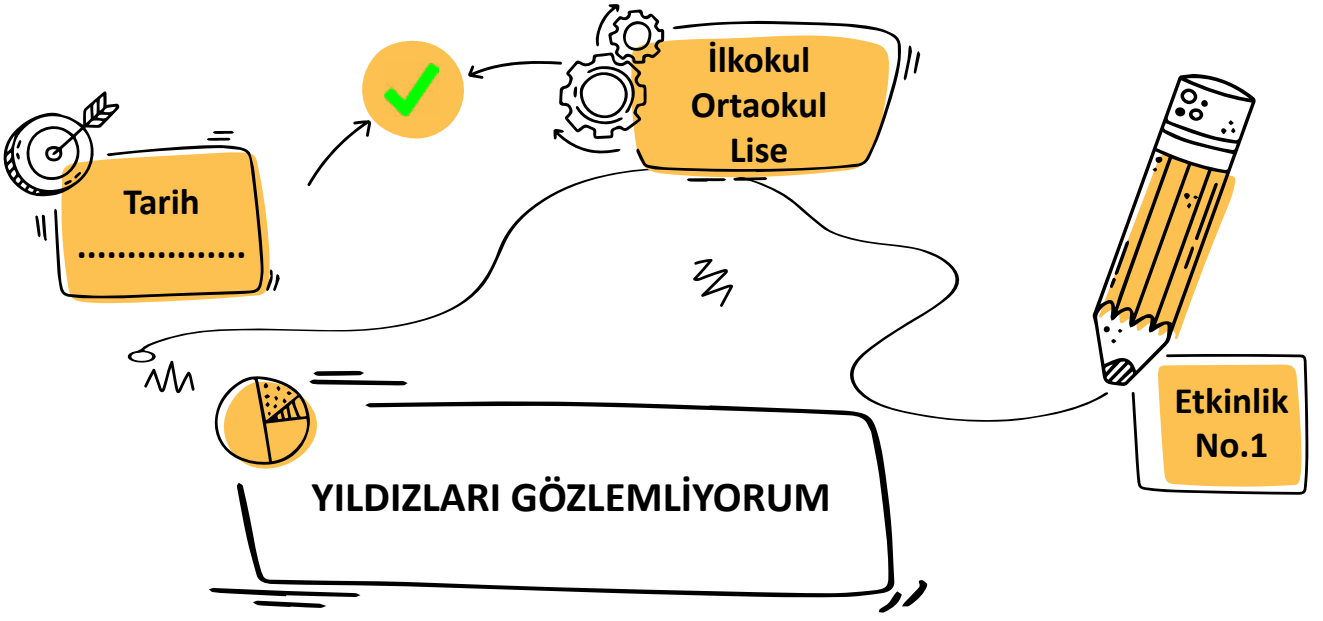 İlkokul
Ortaokul
Lise
Tarih
.................
Etkinlik
No.1
YILDIZLARI GÖZLEMLİYORUM